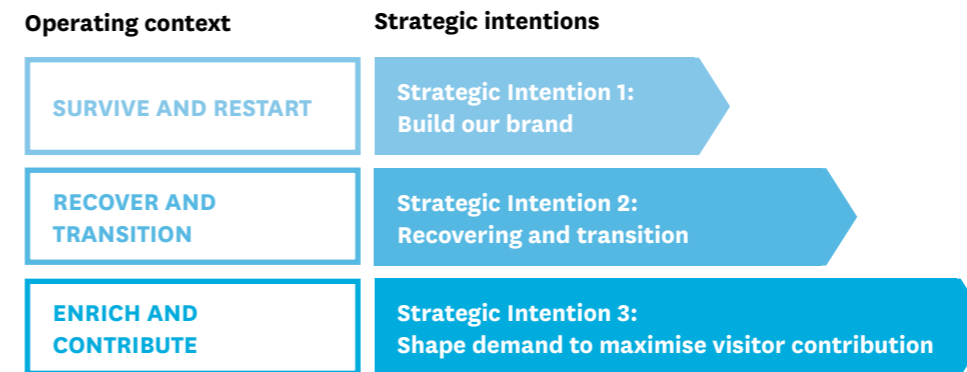 Operating context
Strategic intentions
SURVIVE AND RESTART
Strategic Intention 1:
Build our brand
RECOVER AND
TRANSITION
Strategic Intention 2:
Recovering and transition
ENRICH AND
CONTRIBUTE
Strategic Intention 3:
Shape demand to maximise visitor contribution